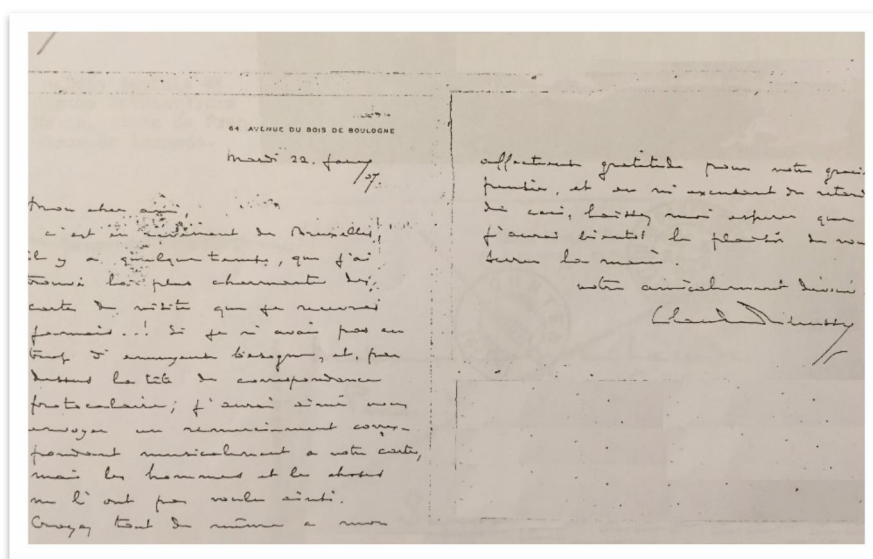 64 AVENUE DU BOIS DE BOULOGNE
Mardi 22. Janv/07.
Mon cher ami,
c'est en revenant de Bruxelles,
il y a quelque temps, que j'ai
trouvé la plus charmante des
cartes de visite que je recevrai
jamais..! Si je n'avais pas eu
trop d'ennuyeuse besogne, et, par
dessus la tête de correspondance
protocolaire; j'aurai aimé vous
envoyer un remerciement corres-
pondant musicalement à votre carte,
mais les hommes et les choses
ne l'ont pas voulu ainsi.
Croyez tout de même à mon
affectueuse gratitude pour votre graci
pensée, et en m'excusant du retard
de ceci, laissez moi espérer que
j'aurai bientôt le plaisir de vous
serrer la main.
votre amicalement dévoué
Claude Debussy